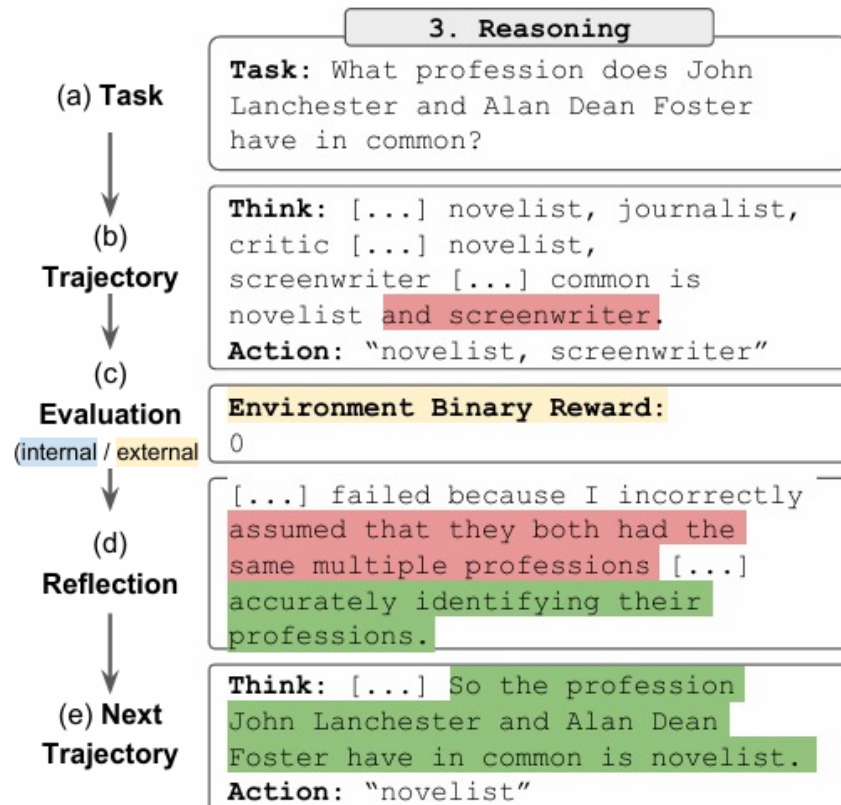 3. Reasoning
(a) Task
Task: What profession does John
Lanchester and Alan Dean Foster
have in common?
(b)
Trajectory
Think: [...] novelist, journalist,
critic [...] novelist,
screenwriter [...] common is
novelist and screenwriter.
Action: “novelist, screenwriter”
(c)
Evaluation
(internal / external
Environment Binary Reward:
0
(d)
Reflection
[...] failed because I incorrectly
assumed that they both had the
same multiple professions [...]
accurately identifying their
professions.
(e) Next
Trajectory
Think: [...] So the profession
John Lanchester and Alan Dean
Foster have in common is novelist.
Action: “novelist”